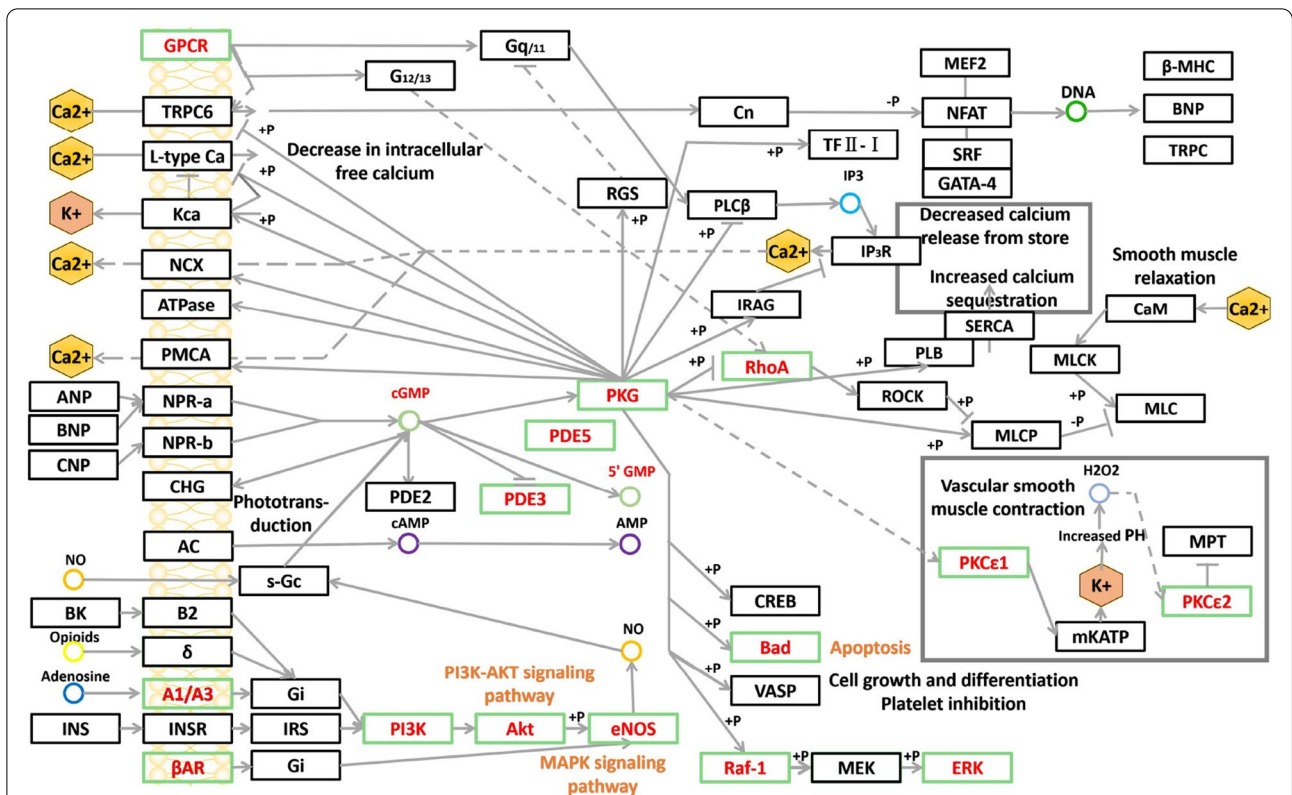 GPCR
Gq/11
G12/13
MEF2
β-MHC
Ca2+
TRPC6
Cn
-P
NFAT
DNA
BNP
+P
Ca2+
L-type Ca
+P
Decrease in intracellular
free calcium
TFⅡ-Ⅰ
+P
SRF
TRPC
GATA-4
K+
Kca
+P
RGS
+P
PLCβ
+P
IP3
Decreased calcium
release from store
Ca2+
NCX
Ca2+
IP3R
Smooth muscle
relaxation
Increased calcium
sequestration
ATPase
IRAG
+P
SERCA
CaM
Ca2+
Ca2+
PMCA
+P
RhoA
+P
PLB
MLCK
ANP
NPR-a
cGMP
PKG
ROCK
+P
+P
MLC
BNP
NPR-b
PDE5
+P
MLCP
-P
CNP
CHG
5' GMP
PDE2
PDE3
Phototrans-
duction
H2O2
Vascular smooth
muscle contraction
AC
cAMP
AMP
Increased PH
MPT
NO
s-Gc
PKCε1
K+
PKCε2
+P
BK
B2
CREB
mKATP
Opioids
δ
NO
+P
Bad
Apoptosis
Adenosine
A1/A3
Gi
PI3K-AKT signaling
pathway
+P
VASP
Cell growth and differentiation
Platelet inhibition
INS
INSR
IRS
PI3K
Akt
+P
eNOS
+P
βAR
Gi
MAPK signaling
pathway
Raf-1
+P
MEK
+P
ERK